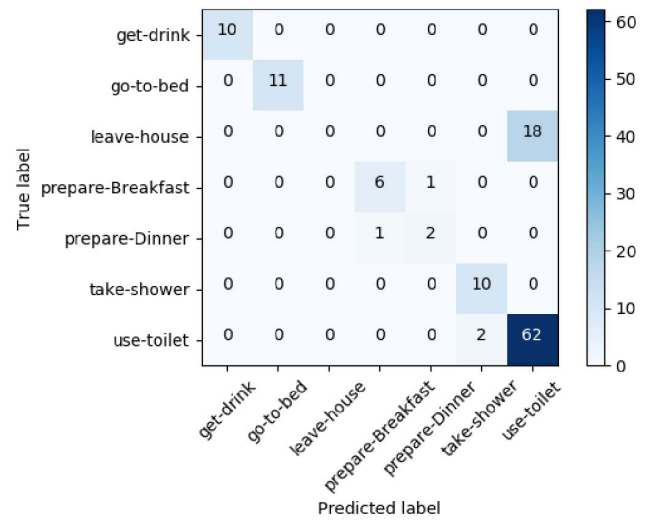 get-drink 10 0 0 0 0 0 0
go-to-bed 0 11 0 0 0 0 0
leave-house 0 0 0 0 0 0 18
prepare-Breakfast 0 0 0 6 1 0 0
prepare-Dinner 0 0 0 1 2 0 0
take-shower 0 0 0 0 0 10 0
use-toilet 0 0 0 0 0 2 62
get-drink
go-to-bed
leave-house
prepare-Breakfast
prepare-Dinner
take-shower
use-toilet
Predicted label
True label
60
50
40
30
20
10
0